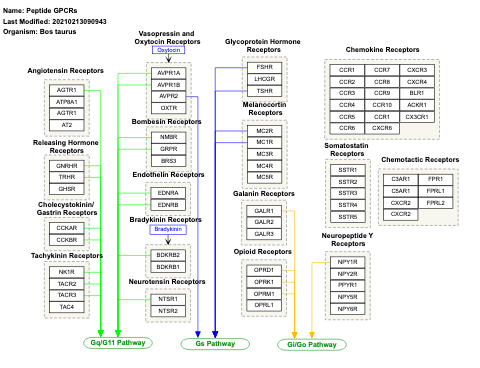 Name: Peptide GPCRs
Last Modified: 20210213090943
Organism: Bos taurus
Angiotensin Receptors
AGTR1
ATP8A1
AGTR1
AT2
Releasing Hormone
Receptors
GNRHR
TRHR
GHSR
Cholecystokinin/
Gastrin Receptors
CCKAR
CCKBR
Tachykinin Receptors
NK1R
TACR2
TACR3
TAC4
Vasopressin and
Oxytocin Receptors
Oxytocin
AVPR1A
AVPR1B
AVPR2
OXTR
Bombesin Receptors
NMBR
GRPR
BRS3
Endothelin Receptors
EDNRA
EDNRB
Bradykinin Receptors
Bradykinin
BDKRB2
BDKRB1
Neurotensin Receptors
NTSR1
NTSR2
Glycoprotein Hormone
Receptors
FSHR
LHCGR
TSHR
Melanocortin
Receptors
MC2R
MC1R
MC3R
MC4R
MC5R
Galanin Receptors
GALR1
GALR2
GALR3
Opioid Receptors
OPRD1
OPRK1
OPRM1
OPRL1
Chemokine Receptors
CCR1 CCR7 CXCR3
CCR2 CCR8 CXCR4
CCR3 CCR9 BLR1
CCR4 CCR10 ACKR1
CCR5 CCR1 CX3CR1
CCR6 CXCR6
Somatostatin
Receptors
SSTR1
SSTR2
SSTR3
SSTR4
SSTR5
Chemotactic Receptors
C3AR1 FPR1
C5AR1 FPRL1
CXCR2 FPRL2
CXCR2
Neuropeptide Y
Receptors
NPY1R
NPY2R
PPYR1
NPY5R
NPY6R
Gq/G11 Pathway
Gs Pathway
Gi/Go Pathway